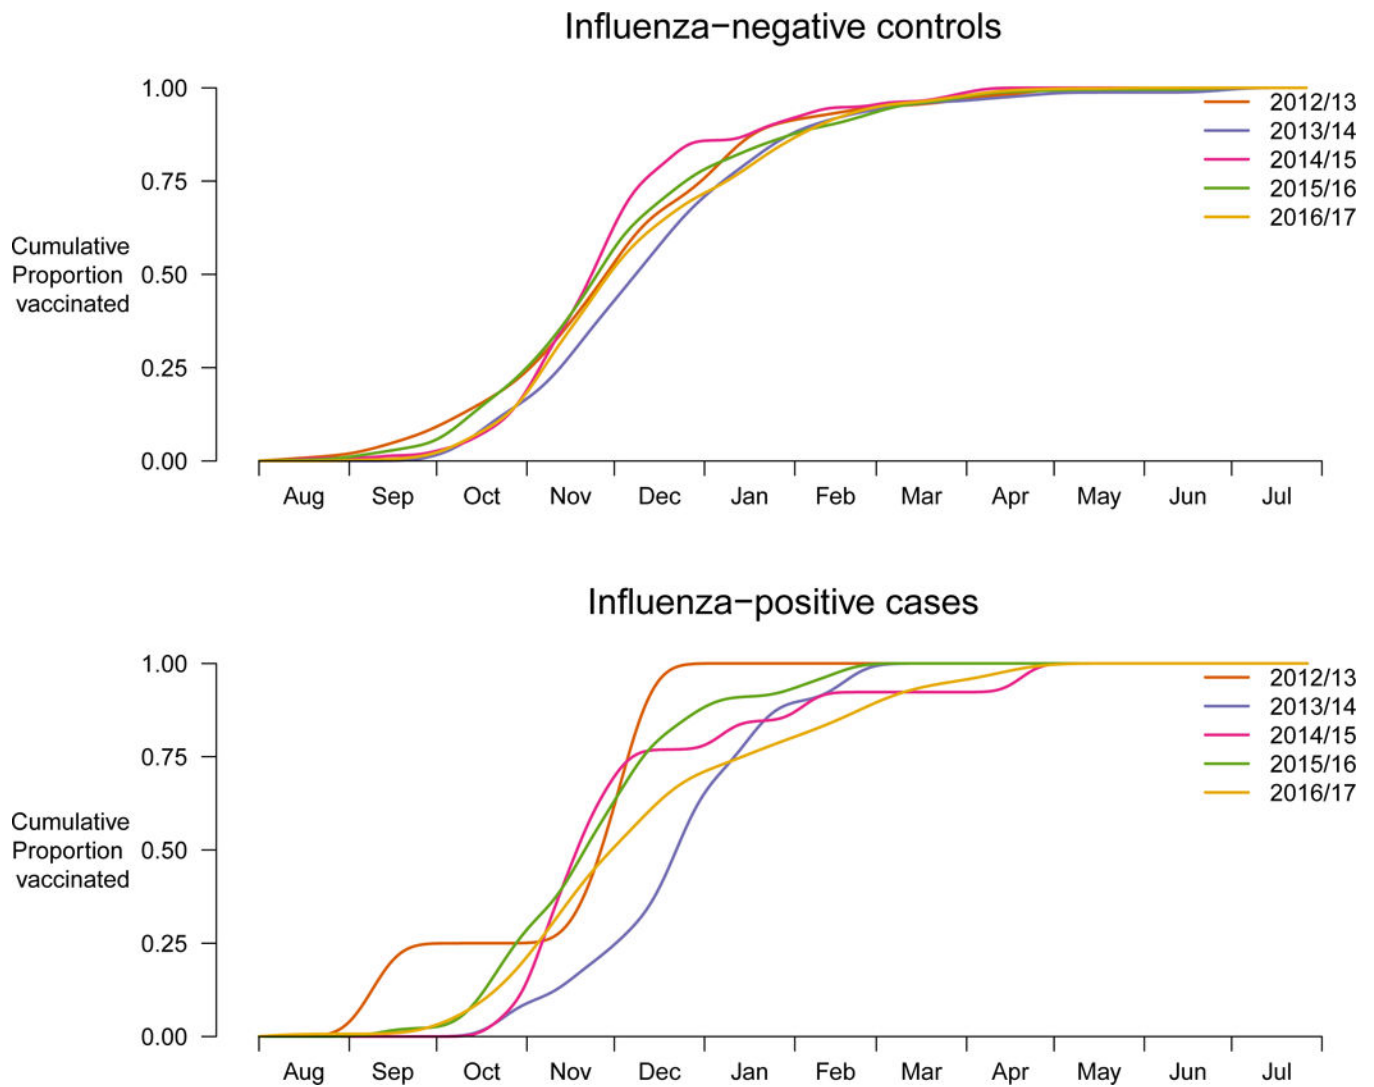 Influenza−negative controls
1.00
0.75
0.50
0.25
0.00
Cumulative
Proportion
vaccinated
2012/13
2013/14
2014/15
2015/16
2016/17
Aug Sep Oct Nov Dec Jan Feb Mar Apr May Jun Jul
Influenza−positive cases
1.00
0.75
0.50
0.25
0.00
Cumulative
Proportion
vaccinated
2012/13
2013/14
2014/15
2015/16
2016/17
Aug Sep Oct Nov Dec Jan Feb Mar Apr May Jun Jul